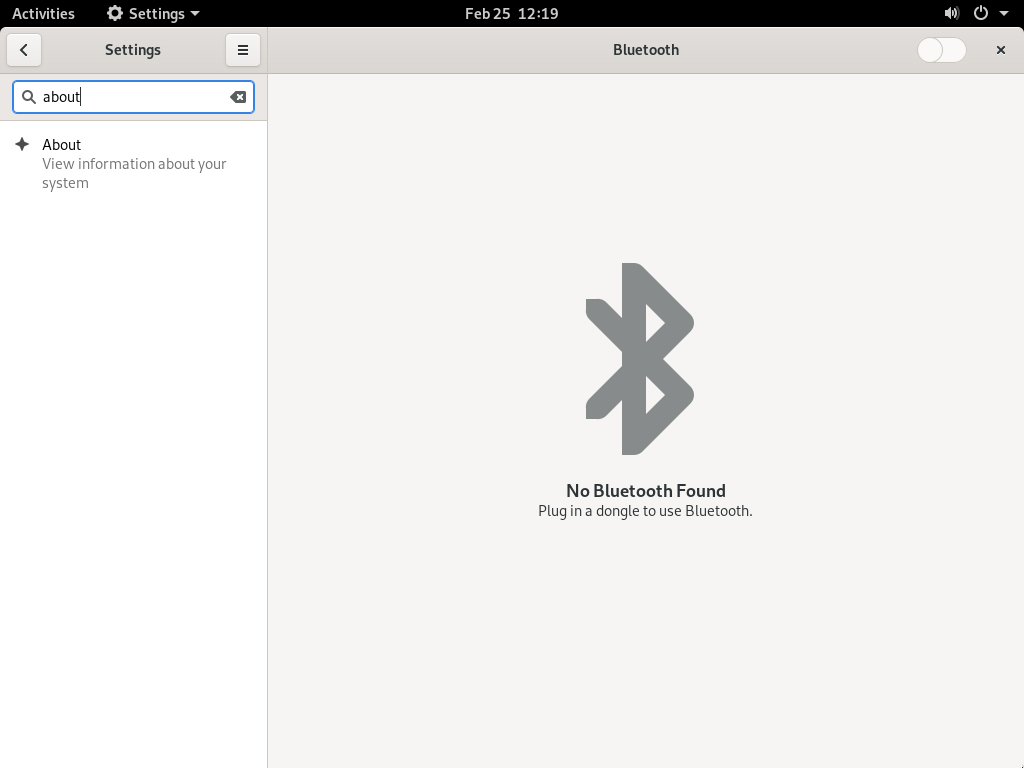 Activities
Settings
Feb 25 12:19
Settings
Bluetooth
about
About
View information about your
system
No Bluetooth Found
Plug in a dongle to use Bluetooth.